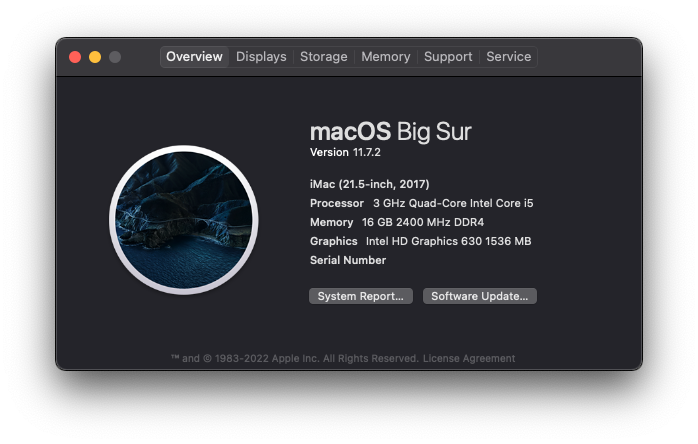 Overview Displays Storage Memory Support Service
macOS Big Sur
Version 11.7.2
iMac (21.5-inch, 2017)
Processor 3 GHz Quad-Core Intel Core i5
Memory 16 GB 2400 MHz DDR4
Graphics Intel HD Graphics 630 1536 MB
Serial Number
System Report... Software Update...
™ and © 1983-2022 Apple Inc. All Rights Reserved. License Agreement